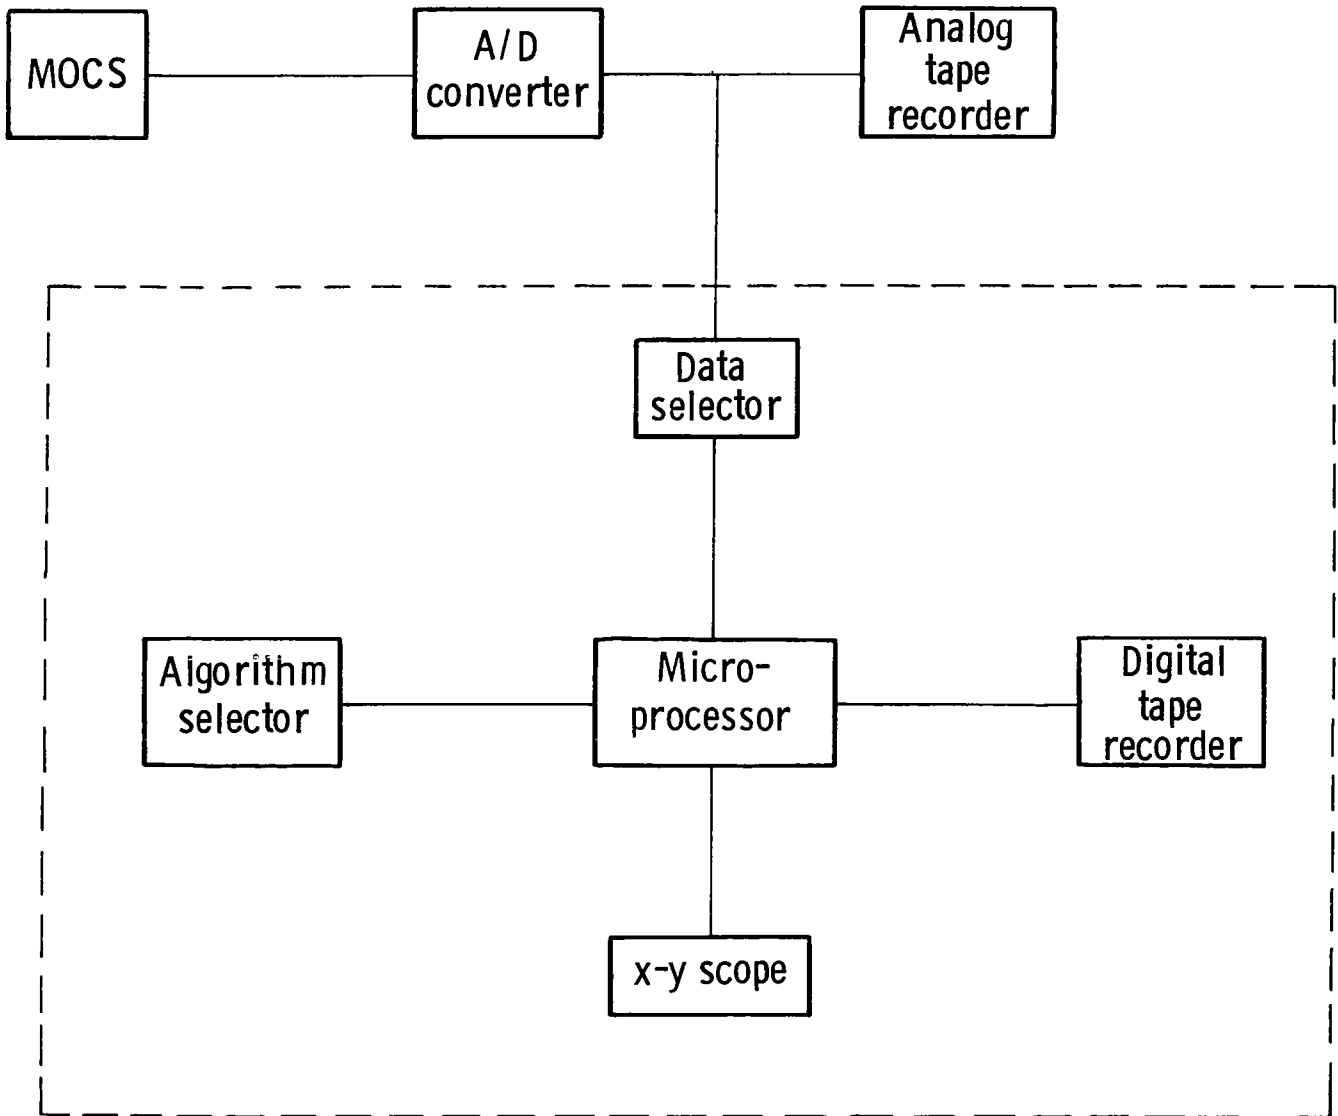 MOCS
A/D
converter
Analog
tape
recorder
Data
selector
Algorithm
selector
Micro-
processor
Digital
tape
recorder
x-y scope